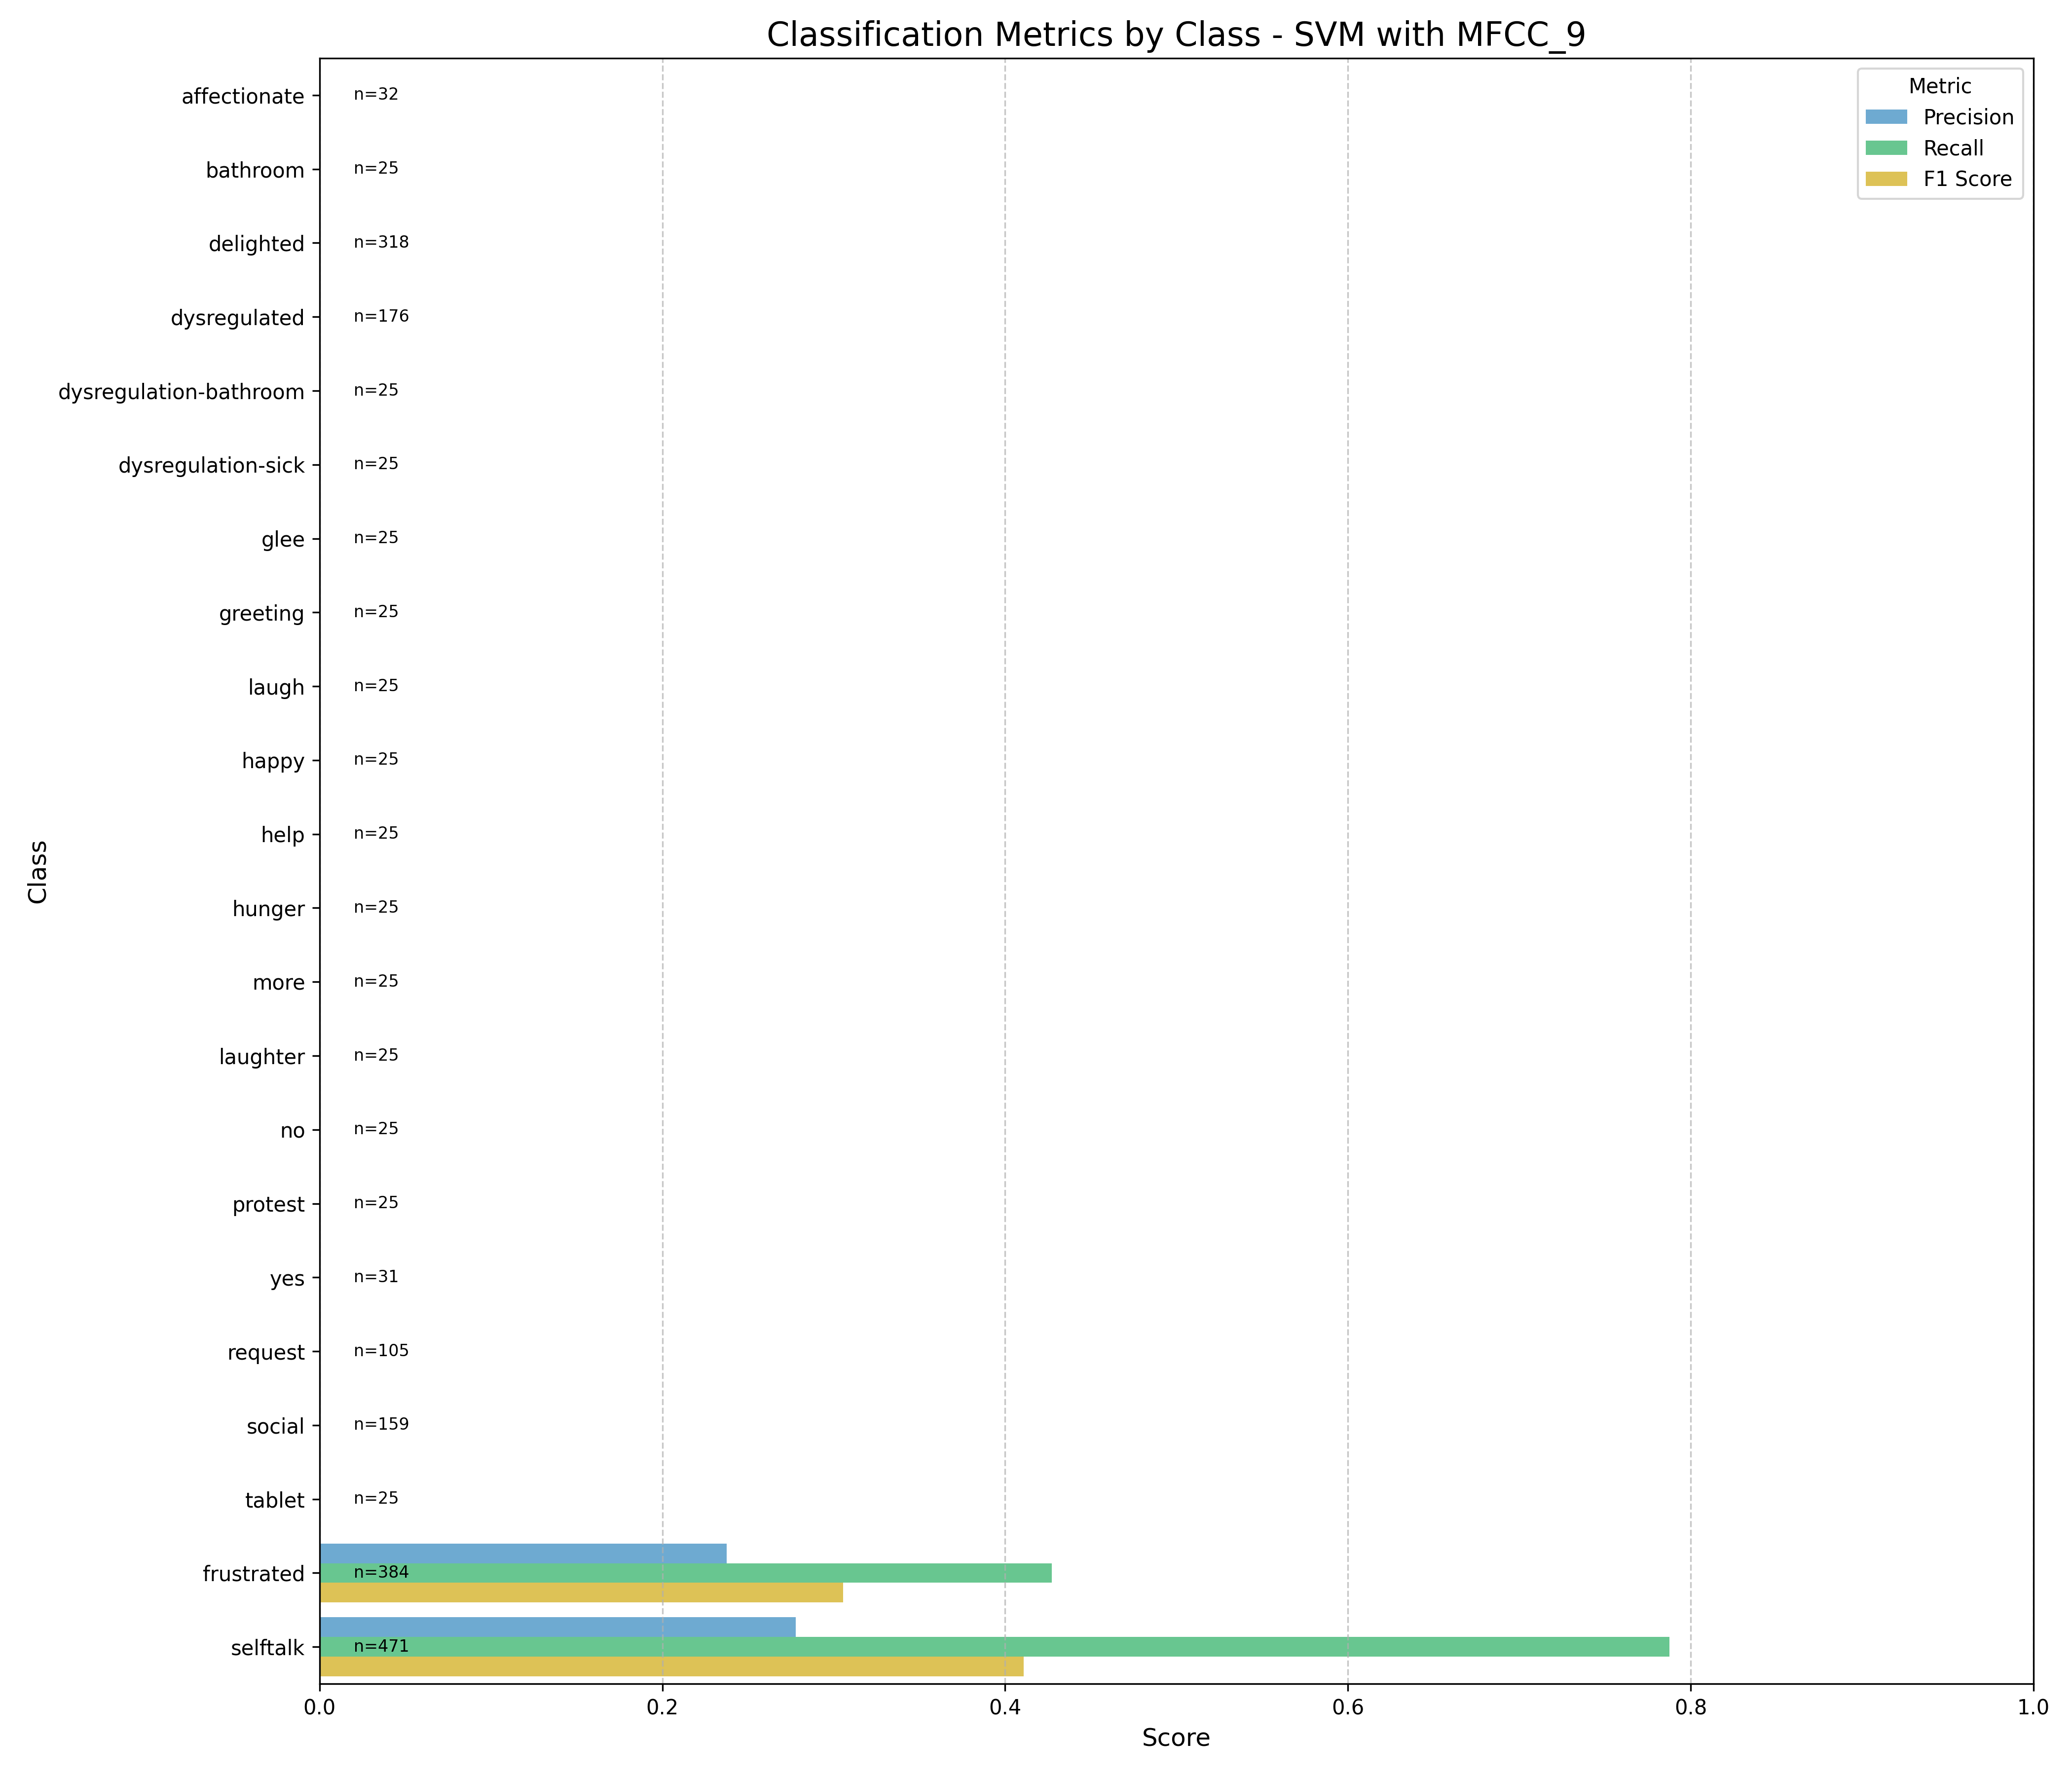 Classification Metrics by Class - SVM with MFCC_9
Metric
Precision
Recall
F1 Score
Class
affectionate n=32
bathroom n=25
delighted n=318
dysregulated n=176
dysregulation-bathroom n=25
dysregulation-sick n=25
glee n=25
greeting n=25
laugh n=25
happy n=25
help n=25
hunger n=25
more n=25
laughter n=25
no n=25
protest n=25
yes n=31
request n=105
social n=159
tablet n=25
frustrated n=384
selftalk n=471
0.0 0.2 0.4 0.6 0.8 1.0
Score